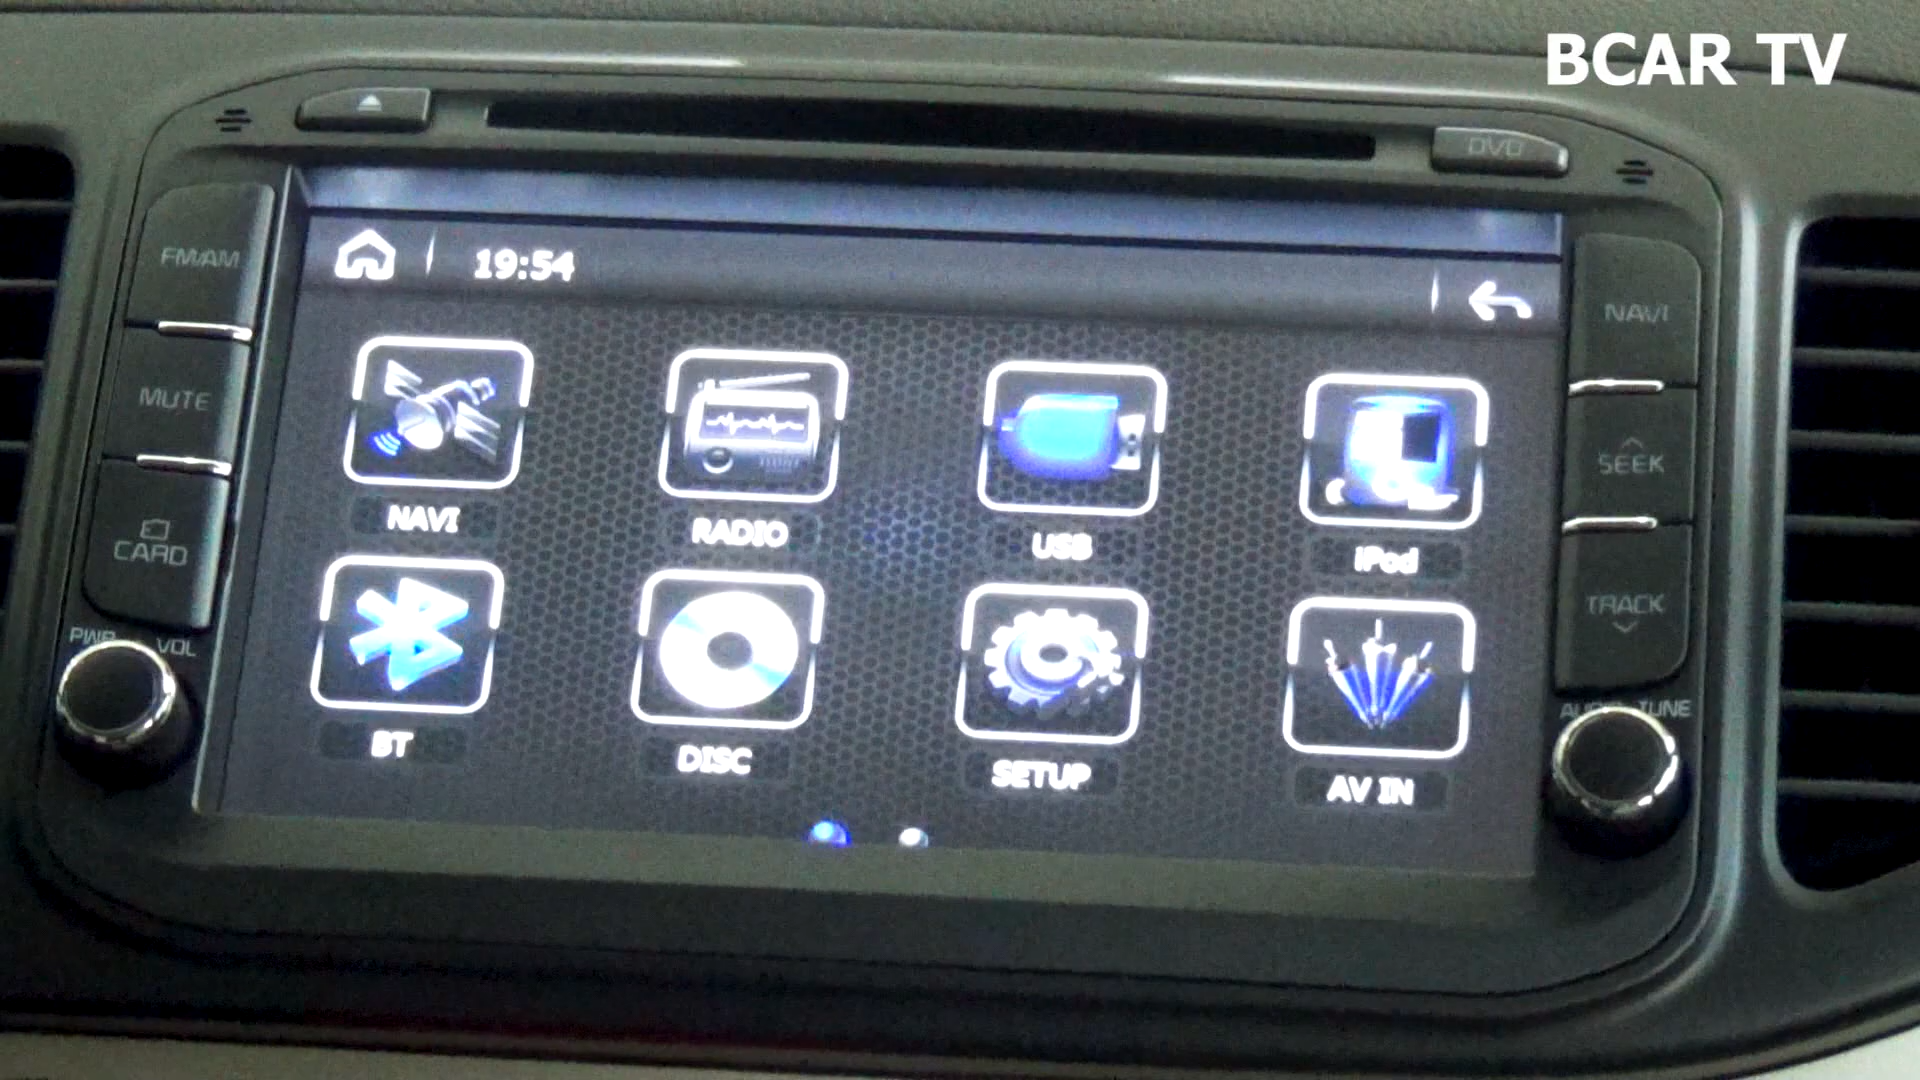 BCAR TV
DVD
FM/AM
MUTE
CARD
PWR VOL
19:54
NAVI RADIO USB iPod
BT DISC SETUP AV IN
NAVI
SEEK
TRACK
TUNE